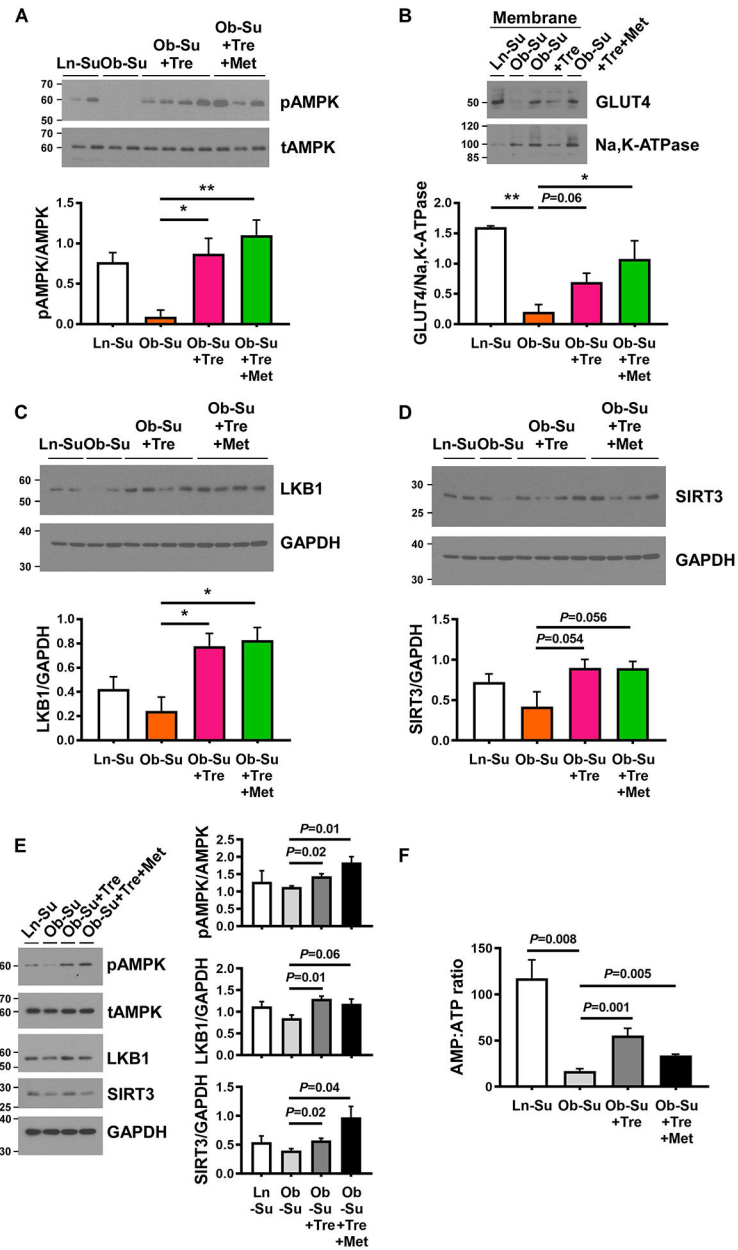 A
Ln-Su Ob-Su Ob-Su +Tre Ob-Su +Tre +Met
60
50
pAMPK
70
60
tAMPK
** 
*
pAMPK/AMPK
1.5
1.0
0.5
0.0
Ln-Su Ob-Su Ob-Su Ob-Su
+Tre +Tre
+Met
B
Membrane
Ln-Su Ob-Su Ob-Su +Tre Ob-Su +Tre+Met
50
GLUT4
120
100
85
Na,K-ATPase
*
** P=0.06
GLUT4/Na,K-ATPase
2.0
1.5
1.0
0.5
0.0
Ln-Su Ob-Su Ob-Su Ob-Su
+Tre +Tre
+Met
C
Ln-Su Ob-Su Ob-Su +Tre Ob-Su +Tre +Met
60
50
LKB1
40
30
GAPDH
*
*
LKB1/GAPDH
1.0
0.8
0.6
0.4
0.2
0.0
Ln-Su Ob-Su Ob-Su Ob-Su
+Tre +Tre
+Met
D
Ln-Su Ob-Su Ob-Su +Tre Ob-Su +Tre +Met
30
25
SIRT3
40
30
GAPDH
P=0.056
P=0.054
SIRT3/GAPDH
1.5
1.0
0.5
0.0
Ln-Su Ob-Su Ob-Su Ob-Su
+Tre +Tre
+Met
E
Ln-Su Ob-Su Ob-Su+Tre Ob-Su+Tre+Met
60
pAMPK
70
60
tAMPK
60
50
LKB1
30
25
SIRT3
40
30
GAPDH
P=0.01
P=0.02
pAMPK/AMPK
2.5
2.0
1.5
1.0
0.5
0.0
P=0.06
P=0.01
LKB1/GAPDH
2.0
1.5
1.0
0.5
0.0
P=0.04
P=0.02
SIRT3/GAPDH
1.5
1.0
0.5
0.0
Ln Ob Ob Ob
-Su -Su -Su -Su
+Tre +Tre
+Met
F
P=0.008
P=0.005
P=0.001
AMP:ATP ratio
150
100
50
0
Ln-Su Ob-Su Ob-Su Ob-Su
+Tre +Tre
+Met